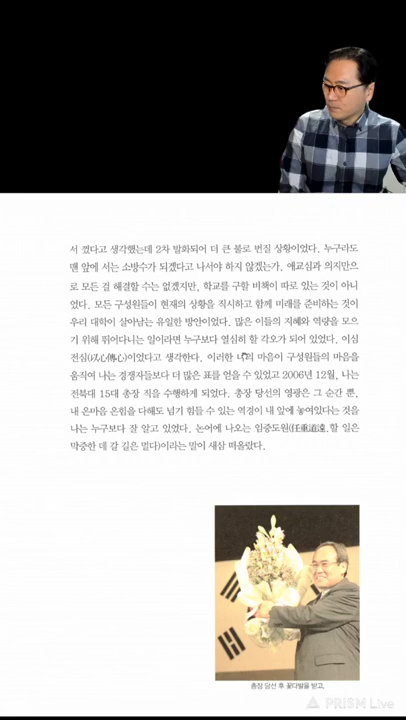 서 껐다고 생각했는데 2차 발화되어 더 큰 불로 번질 상황이었다. 누구라도
맨 앞에 서는 소방수가 되겠다고 나서야 하지 않겠는가. 애교심과 의지만으
로 모든 걸 해결할 수는 없겠지만, 학교를 구할 비책이 따로 있는 것이 아니
었다. 모든 구성원들이 현재의 상황을 직시하고 함께 미래를 준비하는 것이
우리 대학이 살아남는 유일한 방안이었다. 많은 이들의 지혜와 역량을 모으
기 위해 뛰어다니는 일이라면 누구보다 열심히 할 각오가 되어 있었다. 이심
전심(以心傳心)이었다고 생각한다. 이러한 나의 마음이 구성원들의 마음을
움직여 나는 경쟁자들보다 더 많은 표를 얻을 수 있었고 2006년 12월, 나는
전북대 15대 총장 직을 수행하게 되었다. 총장 당선의 영광은 그 순간 뿐,
내 온마음 온힘을 다해도 넘기 힘들 수 있는 역경이 내 앞에 놓여있다는 것을
나는 누구보다 잘 알고 있었다. 논어에 나오는 임중도원(任重道遠, 할 일은
막중한 데 갈 길은 멀다)이라는 말이 새삼 떠올랐다.
총장 당선 후 꽃다발을 받고.
PRISM Live